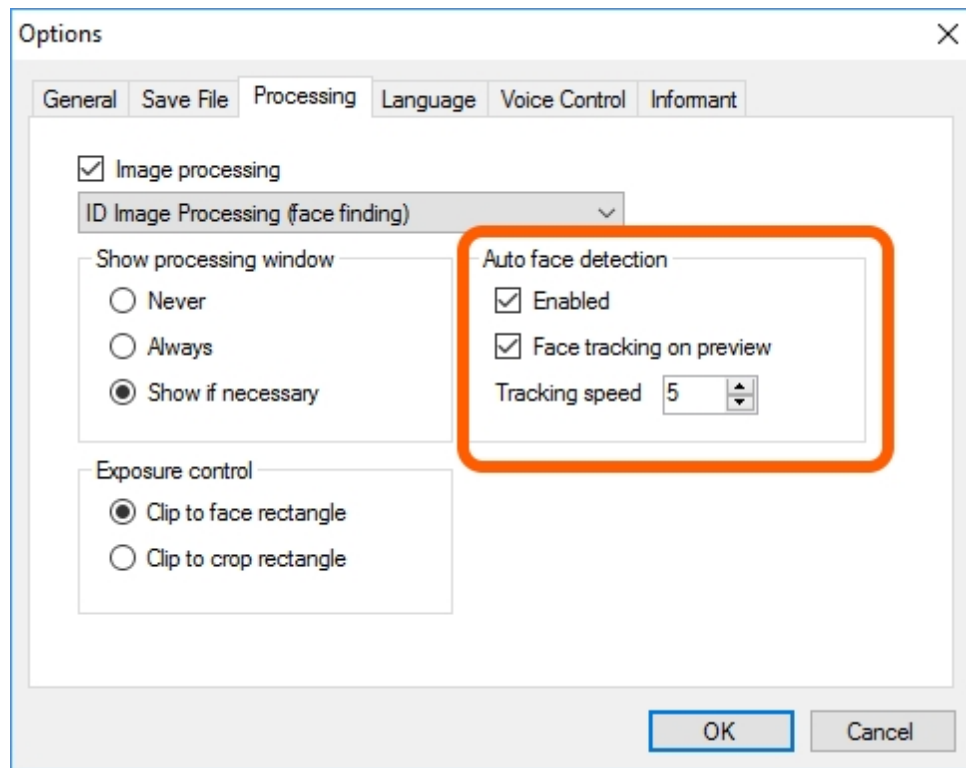 Options
General Save File Processing Language Voice Control Informant
Image processing
ID Image Processing (face finding)
Show processing window
Never
Always
Show if necessary
Auto face detection
Enabled
Face tracking on preview
Tracking speed 5
Exposure control
Clip to face rectangle
Clip to crop rectangle
OK Cancel